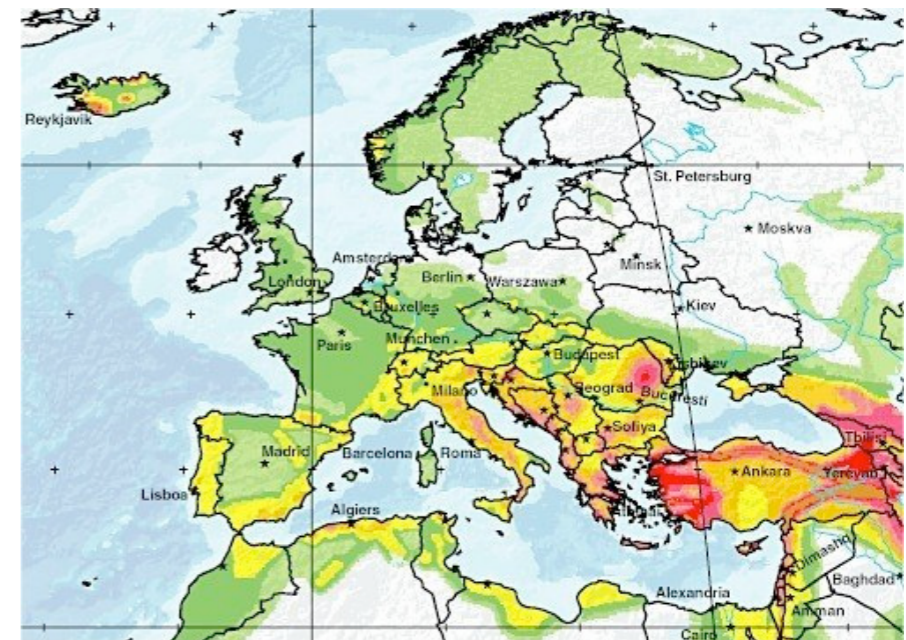 Reykjavik
St. Petersburg
Moskva
Minsk
Amsterdam
Berlin
Warszawa
London
Bruxelles
Kiev
Paris
Munchen
Budapest
Milano
Beograd
Bucuresti
Sofiya
Tbilisi
Madrid
Barcelona
Roma
Ankara
Yerevan
Lisboa
Algiers
Dimashq
Baghdad
Alexandria
Amman
Cairo